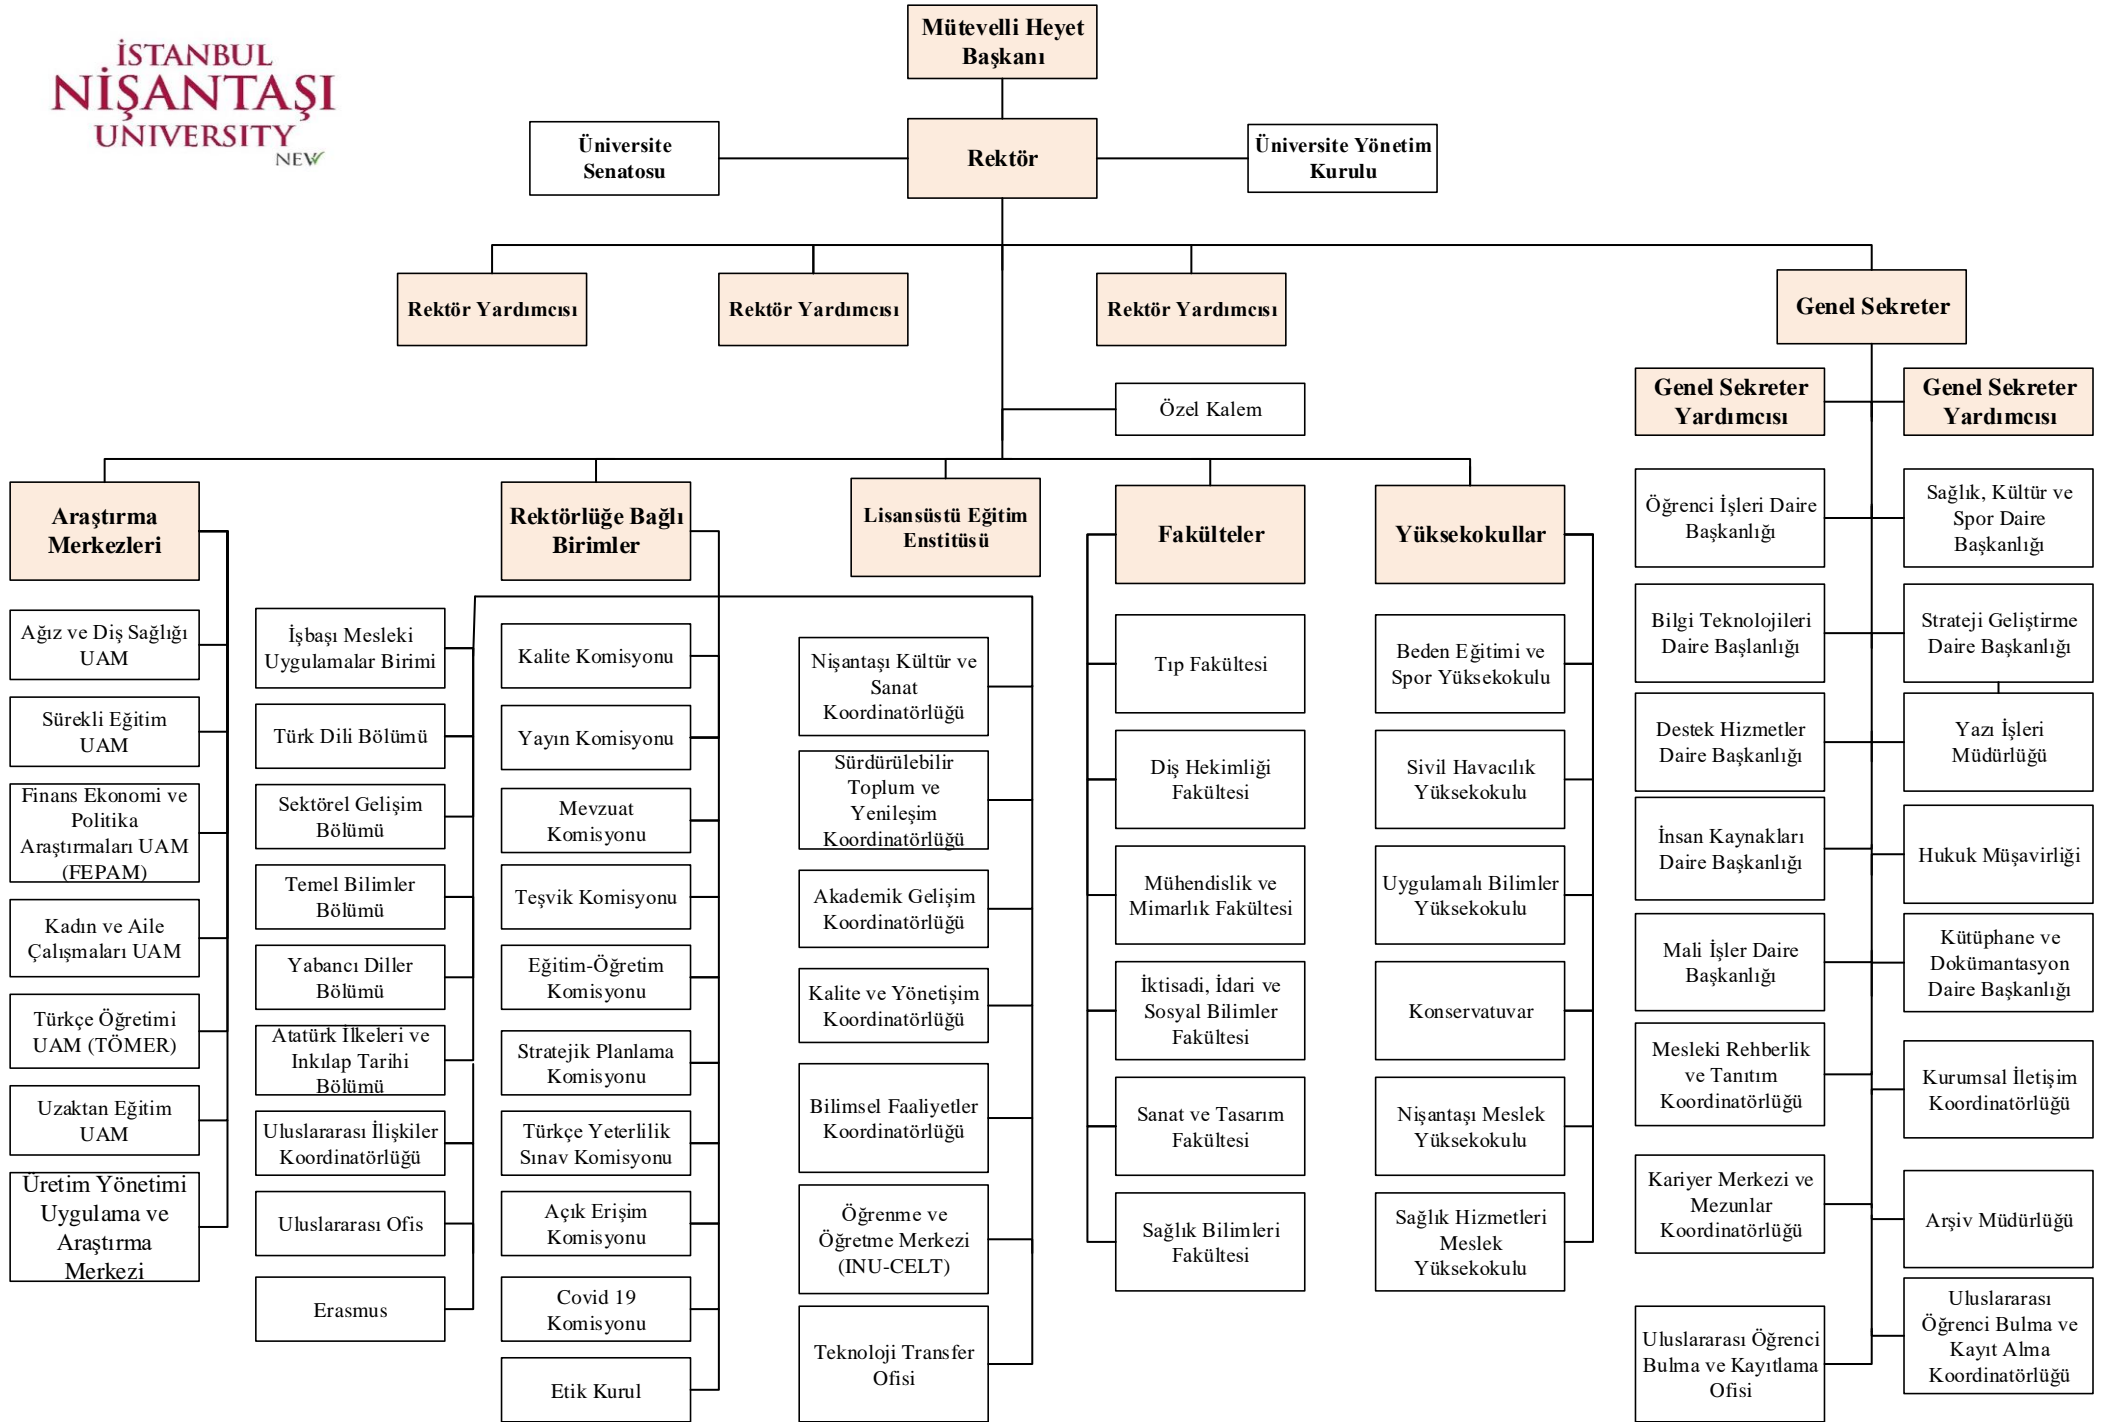 İSTANBUL
NİŞANTAŞI
UNIVERSITY
NEW
Mütevelli Heyet
Başkanı
Üniversite
Senatosu
Rektör
Üniversite Yönetim
Kurulu
Rektör Yardımcısı
Rektör Yardımcısı
Rektör Yardımcısı
Genel Sekreter
Özel Kalem
Genel Sekreter
Yardımcısı
Genel Sekreter
Yardımcısı
Araştırma
Merkezleri
Ağız ve Diş Sağlığı
UAM
Sürekli Eğitim
UAM
Finans Ekonomi ve
Politika
Araştırmaları UAM
(FEPAM)
Kadın ve Aile
Çalışmaları UAM
Türkçe Öğretimi
UAM (TÖMER)
Uzaktan Eğitim
UAM
Üretim Yönetimi
Uygulama ve
Araştırma
Merkezi
Rektörlüğe Bağlı
Birimler
İşbaşı Mesleki
Uygulamalar Birimi
Türk Dili Bölümü
Sektörel Gelişim
Bölümü
Temel Bilimler
Bölümü
Yabancı Diller
Bölümü
Atatürk İlkeleri ve
Inkılap Tarihi
Bölümü
Uluslararası İlişkiler
Koordinatörlüğü
Uluslararası Ofis
Erasmus
Kalite Komisyonu
Yayın Komisyonu
Mevzuat
Komisyonu
Teşvik Komisyonu
Eğitim-Öğretim
Komisyonu
Stratejik Planlama
Komisyonu
Türkçe Yeterlilik
Sınav Komisyonu
Açık Erişim
Komisyonu
Covid 19
Komisyonu
Etik Kurul
Lisansüstü Eğitim
Enstitüsü
Nişantaşı Kültür ve
Sanat
Koordinatörlüğü
Sürdürülebilir
Toplum ve
Yenileşim
Koordinatörlüğü
Akademik Gelişim
Koordinatörlüğü
Kalite ve Yönetişim
Koordinatörlüğü
Bilimsel Faaliyetler
Koordinatörlüğü
Öğrenme ve
Öğretme Merkezi
(INU-CELT)
Teknoloji Transfer
Ofisi
Fakülteler
Tıp Fakültesi
Diş Hekimliği
Fakültesi
Mühendislik ve
Mimarlık Fakültesi
İktisadi, İdari ve
Sosyal Bilimler
Fakültesi
Sanat ve Tasarım
Fakültesi
Sağlık Bilimleri
Fakültesi
Yüksekokullar
Beden Eğitimi ve
Spor Yüksekokulu
Sivil Havacılık
Yüksekokulu
Uygulamalı Bilimler
Yüksekokulu
Konservatuvar
Nişantaşı Meslek
Yüksekokulu
Sağlık Hizmetleri
Meslek
Yüksekokulu
Öğrenci İşleri Daire
Başkanlığı
Bilgi Teknolojileri
Daire Başlanlığı
Destek Hizmetler
Daire Başkanlığı
İnsan Kaynakları
Daire Başkanlığı
Mali İşler Daire
Başkanlığı
Mesleki Rehberlik
ve Tanıtım
Koordinatörlüğü
Kariyer Merkezi ve
Mezunlar
Koordinatörlüğü
Uluslararası Öğrenci
Bulma ve Kayıtlama
Ofisi
Sağlık, Kültür ve
Spor Daire
Başkanlığı
Strateji Geliştirme
Daire Başkanlığı
Yazı İşleri
Müdürlüğü
Hukuk Müşavirliği
Kütüphane ve
Dokümantasyon
Daire Başkanlığı
Kurumsal İletişim
Koordinatörlüğü
Arşiv Müdürlüğü
Uluslararası
Öğrenci Bulma ve
Kayıt Alma
Koordinatörlüğü